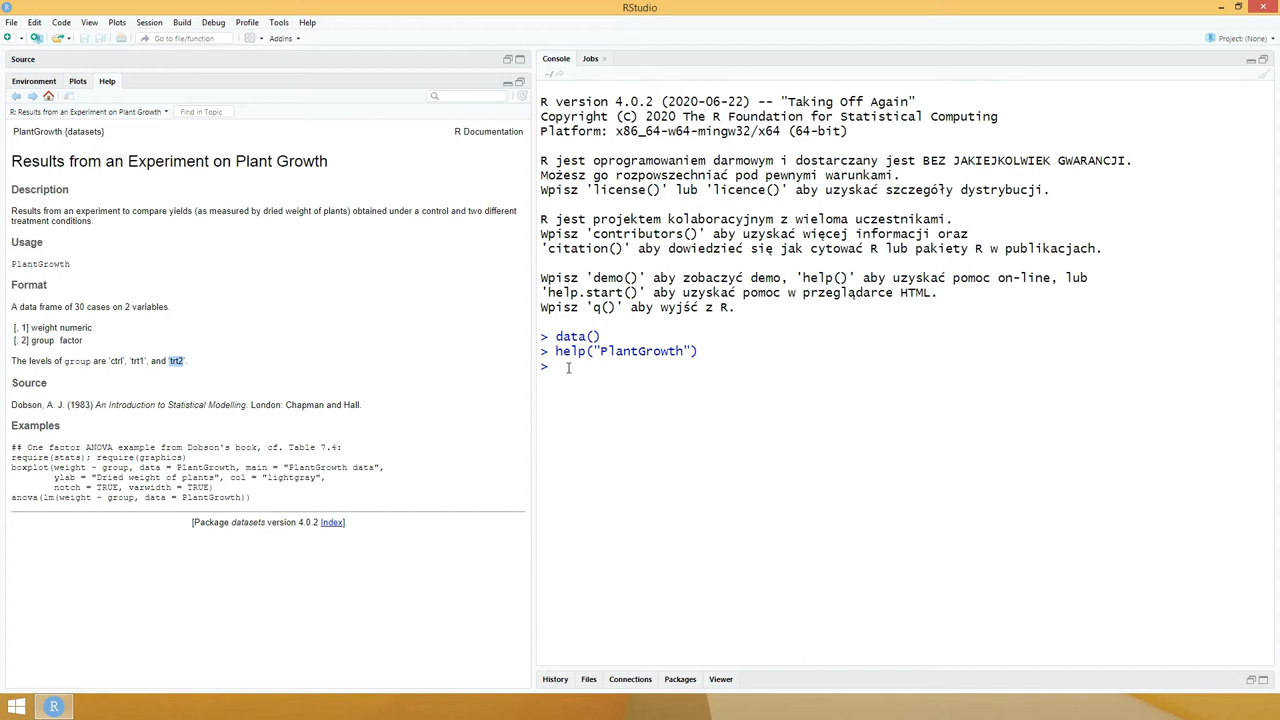 RStudio
File Edit Code View Plots Session Build Debug Profile Tools Help
Go to file/function Addins Project: (None)
Source
Environment Plots Help
R: Results from an Experiment on Plant Growth Find in Topic
PlantGrowth {datasets} R Documentation
Results from an Experiment on Plant Growth
Description
Results from an experiment to compare yields (as measured by dried weight of plants) obtained under a control and two different
treatment conditions.
Usage
PlantGrowth
Format
A data frame of 30 cases on 2 variables.
[, 1] weight numeric
[, 2] group factor
The levels of group are 'ctrl', 'trt1', and 'trt2'.
Source
Dobson, A. J. (1983) An Introduction to Statistical Modelling. London: Chapman and Hall.
Examples
## One factor ANOVA example from Dobson's book, cf. Table 7.4:
require(stats); require(graphics)
boxplot(weight ~ group, data = PlantGrowth, main = "PlantGrowth data",
ylab = "Dried weight of plants", col = "lightgray",
notch = TRUE, varwidth = TRUE)
anova(lm(weight ~ group, data = PlantGrowth))
[Package datasets version 4.0.2 Index]
Console Jobs
~/
R version 4.0.2 (2020-06-22) -- "Taking Off Again"
Copyright (C) 2020 The R Foundation for Statistical Computing
Platform: x86_64-w64-mingw32/x64 (64-bit)
R jest oprogramowaniem darmowym i dostarczany jest BEZ JAKIEJKOLWIEK GWARANCJI.
Możesz go rozpowszechniać pod pewnymi warunkami.
Wpisz 'license()' lub 'licence()' aby uzyskać szczegóły dystrybucji.
R jest projektem kolaboracyjnym z wieloma uczestnikami.
Wpisz 'contributors()' aby uzyskać więcej informacji oraz
'citation()' aby dowiedzieć się jak cytować R lub pakiety R w publikacjach.
Wpisz 'demo()' aby zobaczyć demo, 'help()' aby uzyskać pomoc on-line, lub
'help.start()' aby uzyskać pomoc w przeglądarce HTML.
Wpisz 'q()' aby wyjść z R.
> data()
> help("PlantGrowth")
>
History Files Connections Packages Viewer
R